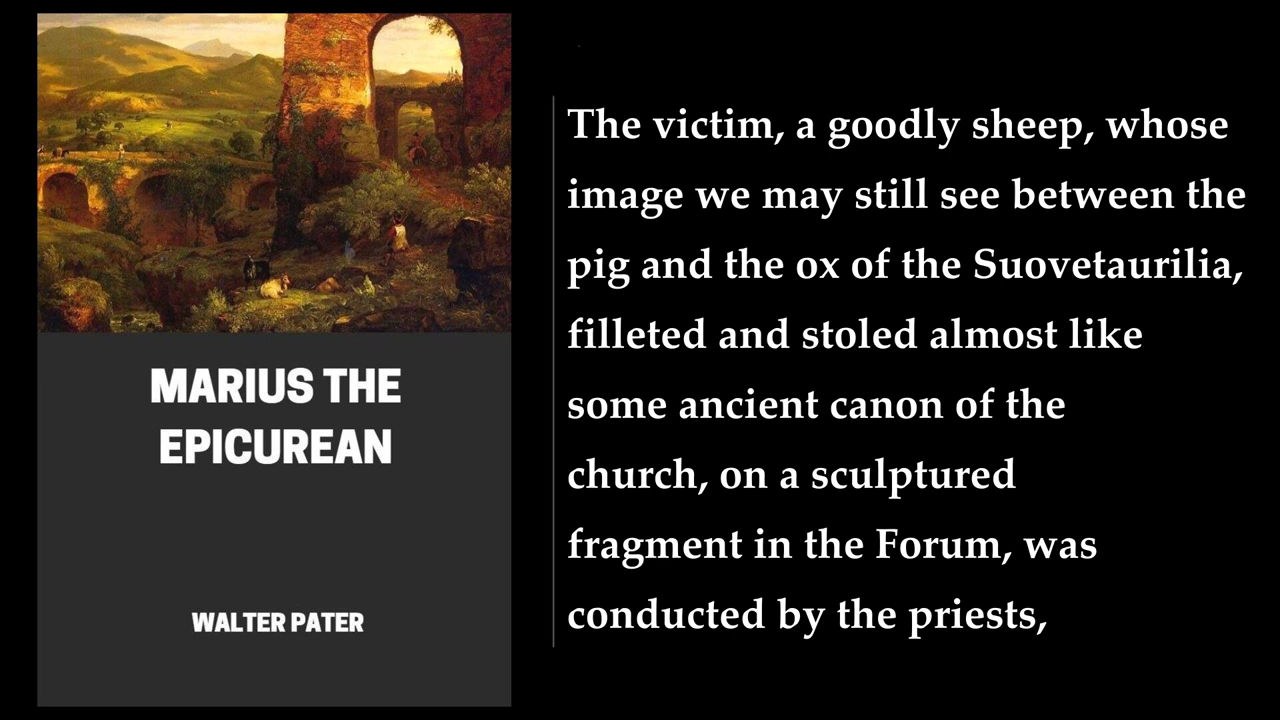 MARIUS THE
EPICUREAN
WALTER PATER
The victim, a goodly sheep, whose
image we may still see between the
pig and the ox of the Suovetaurilia,
filleted and stoled almost like
some ancient canon of the
church, on a sculptured
fragment in the Forum, was
conducted by the priests,